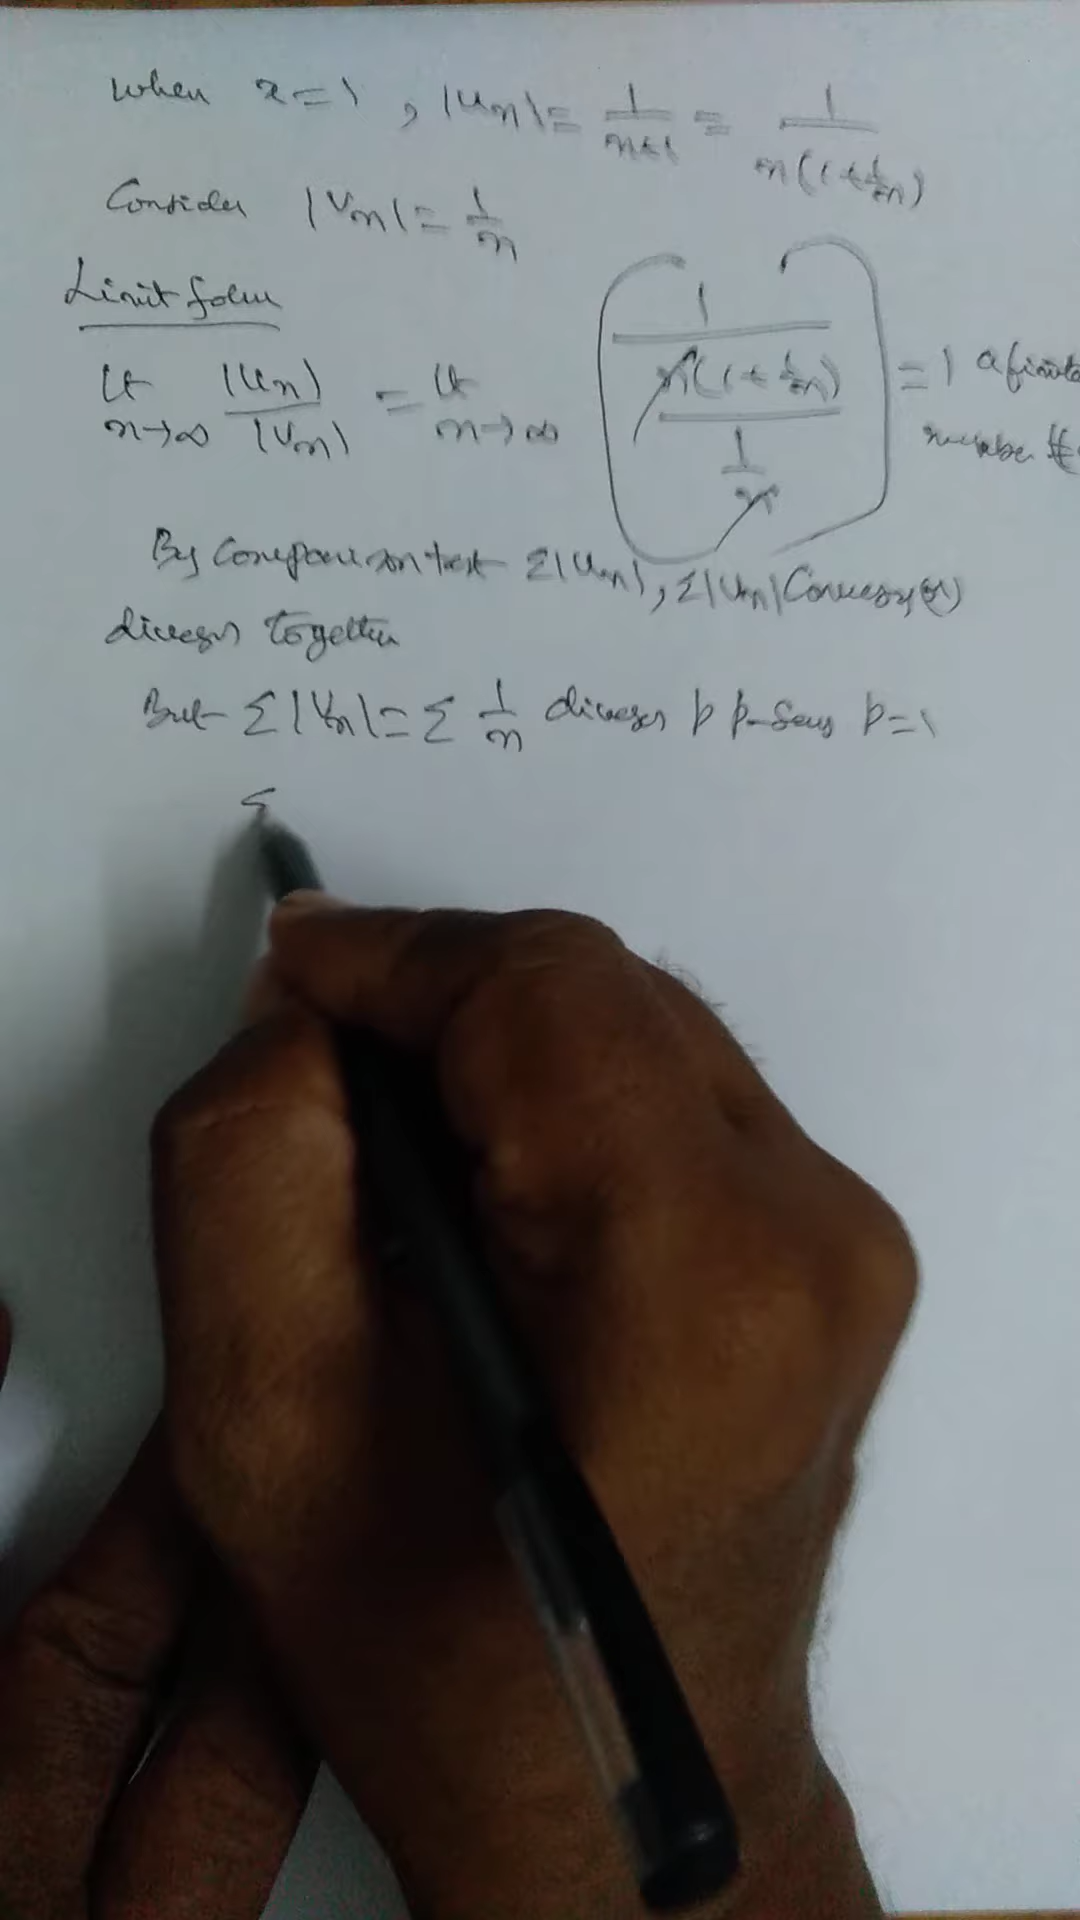 When x = 1 , |un| = 1/(n+1) = 1/(n(1+1/n))
Consider |Vn| = 1/n
Limit form
Lt n→∞ |Un|/|Vn| = Lt n→∞ ( 1/(n(1+1/n)) / (1/n) ) = 1 a finite
number ≠
By Comparison test Σ|Un|, Σ|Vn| Converges (or)
diverges together
But Σ|Vn| = Σ 1/n diverges by p-series p=1
Σ